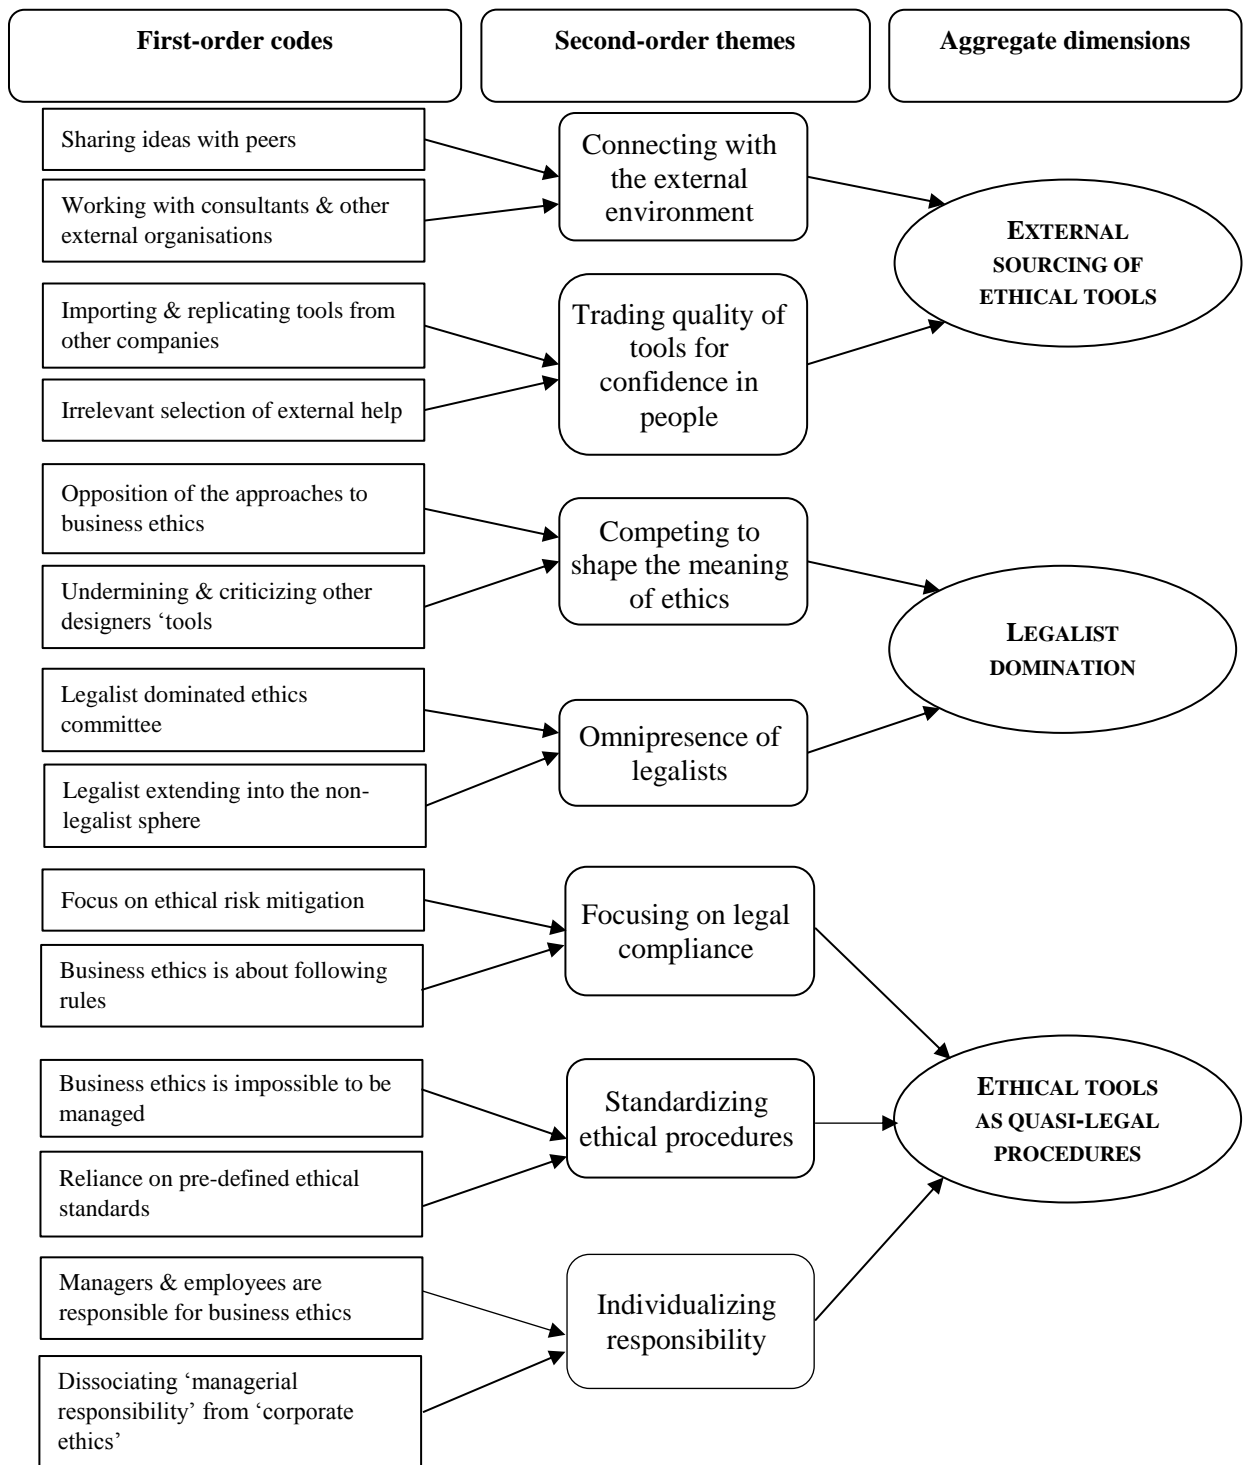 First-order codes
Second-order themes
Aggregate dimensions
Sharing ideas with peers
Working with consultants & other
external organisations
Connecting with
the external
environment
Importing & replicating tools from
other companies
Irrelevant selection of external help
Trading quality of
tools for
confidence in
people
EXTERNAL
SOURCING OF
ETHICAL TOOLS
Opposition of the approaches to
business ethics
Undermining & criticizing other
designers ‘tools
Competing to
shape the meaning
of ethics
Legalist dominated ethics
committee
Legalist extending into the non-
legalist sphere
Omnipresence of
legalists
LEGALIST
DOMINATION
Focus on ethical risk mitigation
Business ethics is about following
rules
Focusing on legal
compliance
Business ethics is impossible to be
managed
Reliance on pre-defined ethical
standards
Standardizing
ethical procedures
Managers & employees are
responsible for business ethics
Dissociating ‘managerial
responsibility’ from ‘corporate
ethics’
Individualizing
responsibility
ETHICAL TOOLS
AS QUASI-LEGAL
PROCEDURES